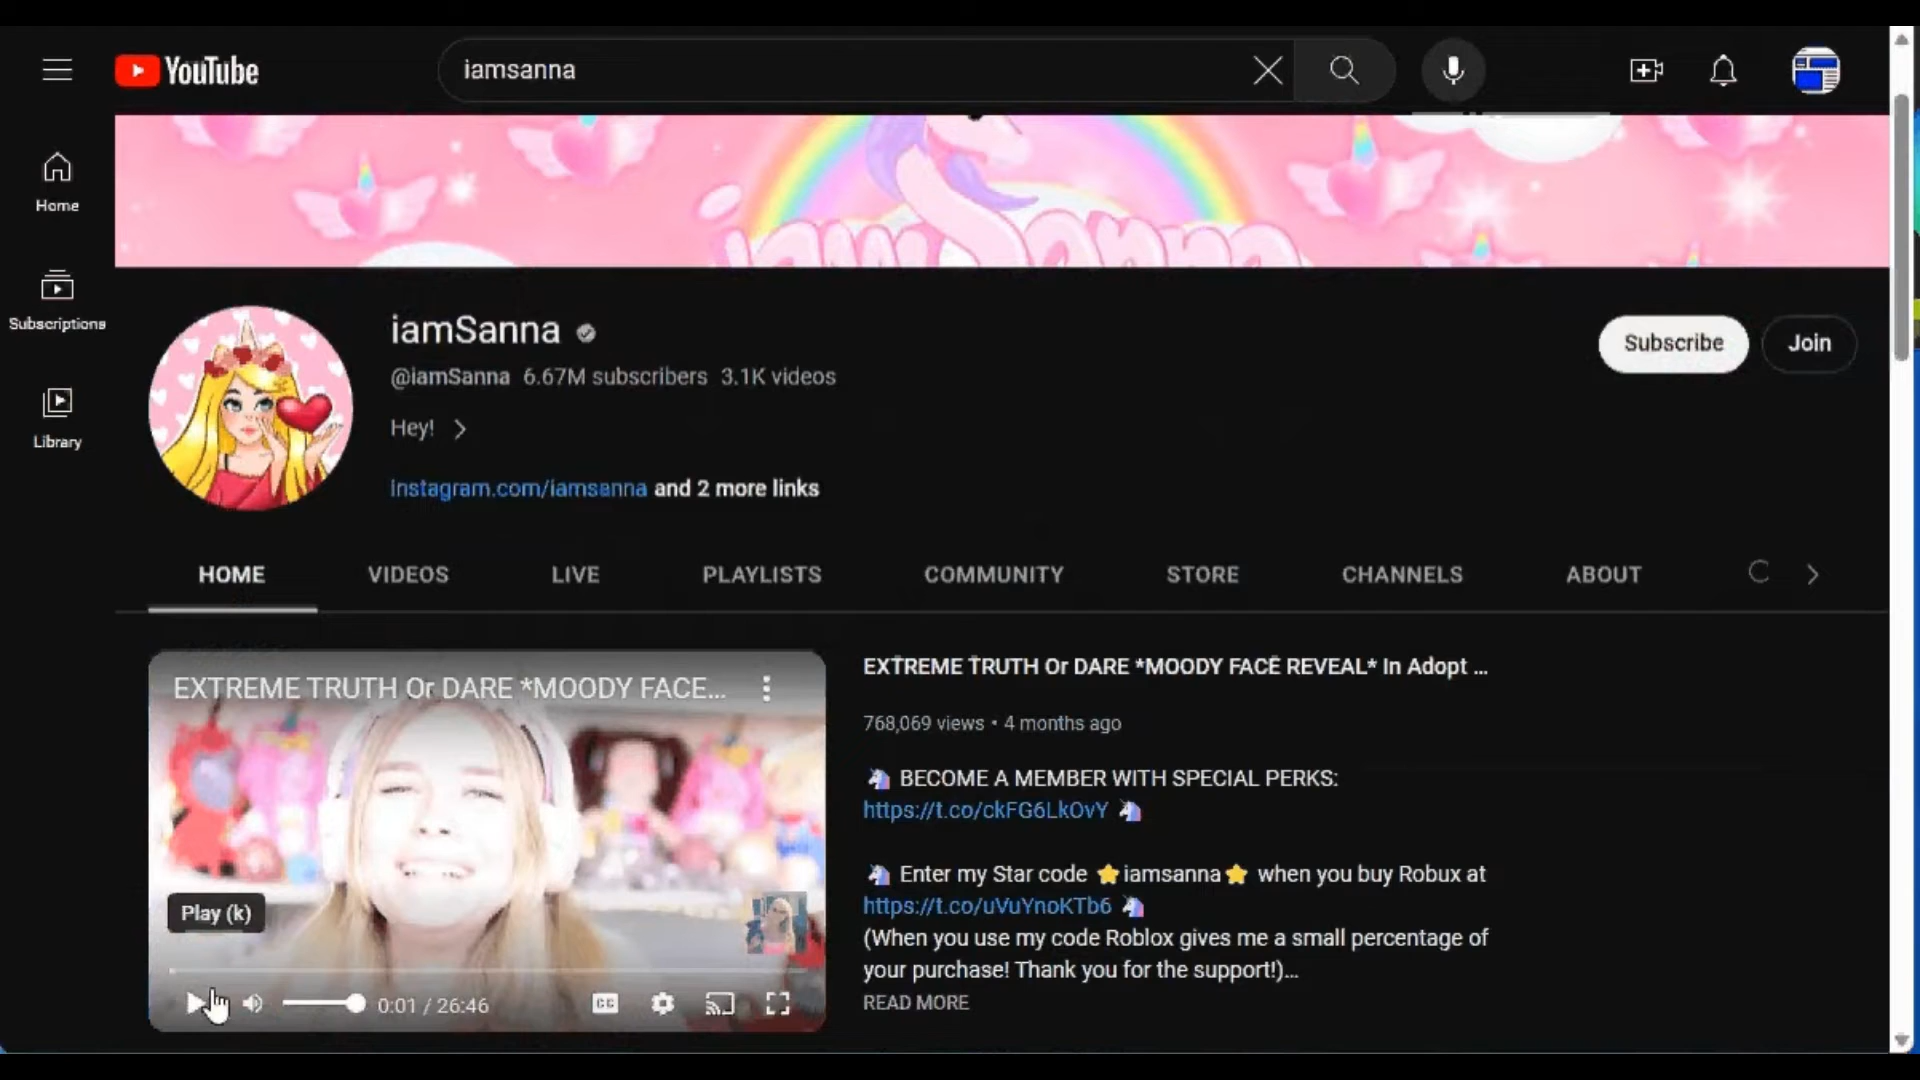 YouTube
iamsanna
Home
Subscriptions
Library
iamSanna
iamSanna
@iamSanna 6.67M subscribers 3.1K videos
Hey!
instagram.com/iamsanna and 2 more links
Subscribe
Join
HOME
VIDEOS
LIVE
PLAYLISTS
COMMUNITY
STORE
CHANNELS
ABOUT
EXTREME TRUTH Or DARE *MOODY FACE...
Play (k)
0:01 / 26:46
CC
EXTREME TRUTH Or DARE *MOODY FACE REVEAL* In Adopt ...
768,069 views • 4 months ago
🦄 BECOME A MEMBER WITH SPECIAL PERKS:
https://t.co/ckFG6LkOvY 🦄
🦄 Enter my Star code ⭐iamsanna⭐ when you buy Robux at
https://t.co/uVuYnoKTb6 🦄
(When you use my code Roblox gives me a small percentage of
your purchase! Thank you for the support!)...
READ MORE